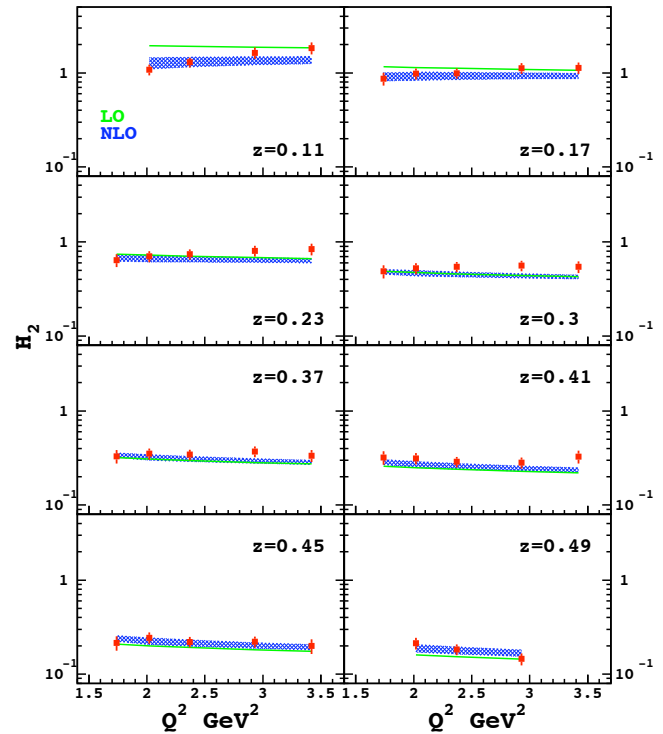 1
1
LO
NLO
z=0.11
z=0.17
10⁻¹
10⁻¹
1
1
z=0.23
z=0.3
10⁻¹
10⁻¹
H₂
z=0.37
z=0.41
1
1
10⁻¹
10⁻¹
z=0.45
z=0.49
1
1
10⁻¹
10⁻¹
1.5 2 2.5 3 3.5 1.5 2 2.5 3 3.5
Q² GeV² Q² GeV²